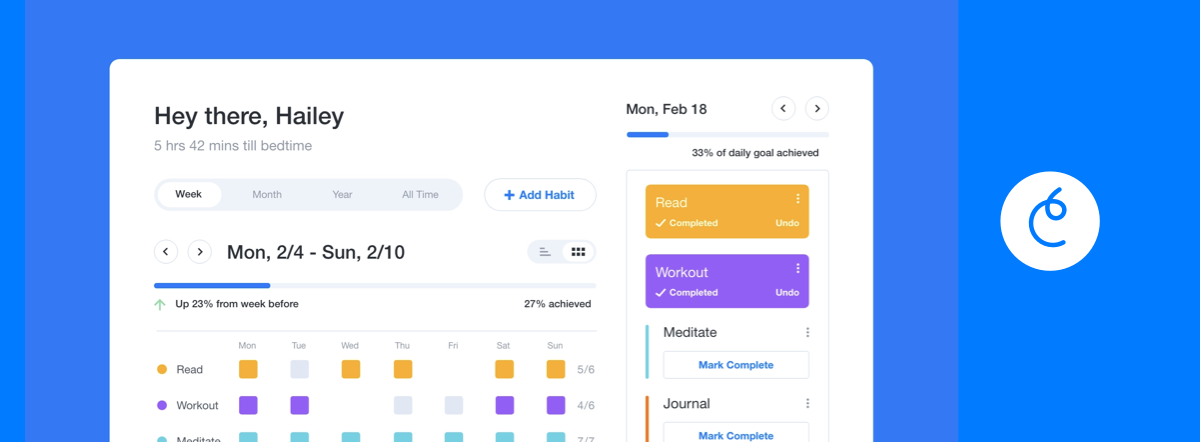 Hey there, Hailey
5 hrs 42 mins till bedtime
Week Month Year All Time
+ Add Habit
Mon, 2/4 - Sun, 2/10
Up 23% from week before
27% achieved
Mon Tue Wed Thu Fri Sat Sun
Read 5/6
Workout 4/6
Meditate 7/7
Mon, Feb 18
33% of daily goal achieved
Read
Completed Undo
Workout
Completed Undo
Meditate
Mark Complete
Journal
Mark Complete